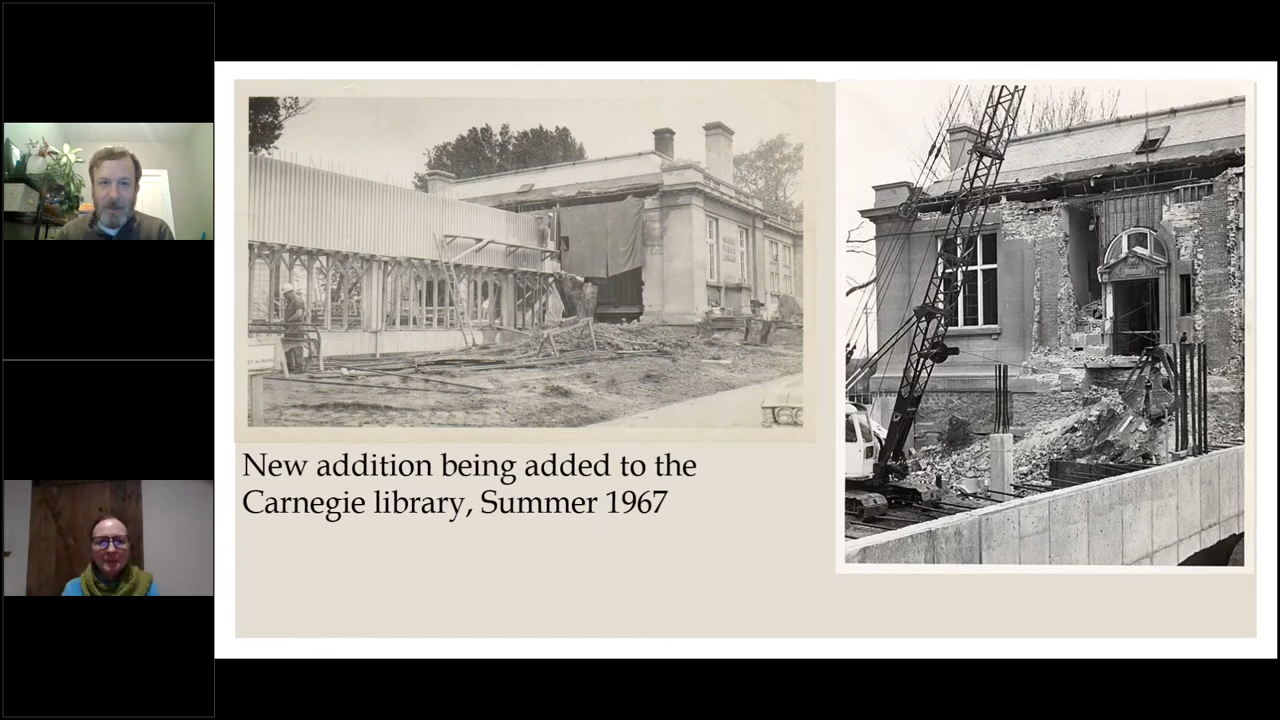 New addition being added to the
Carnegie library, Summer 1967